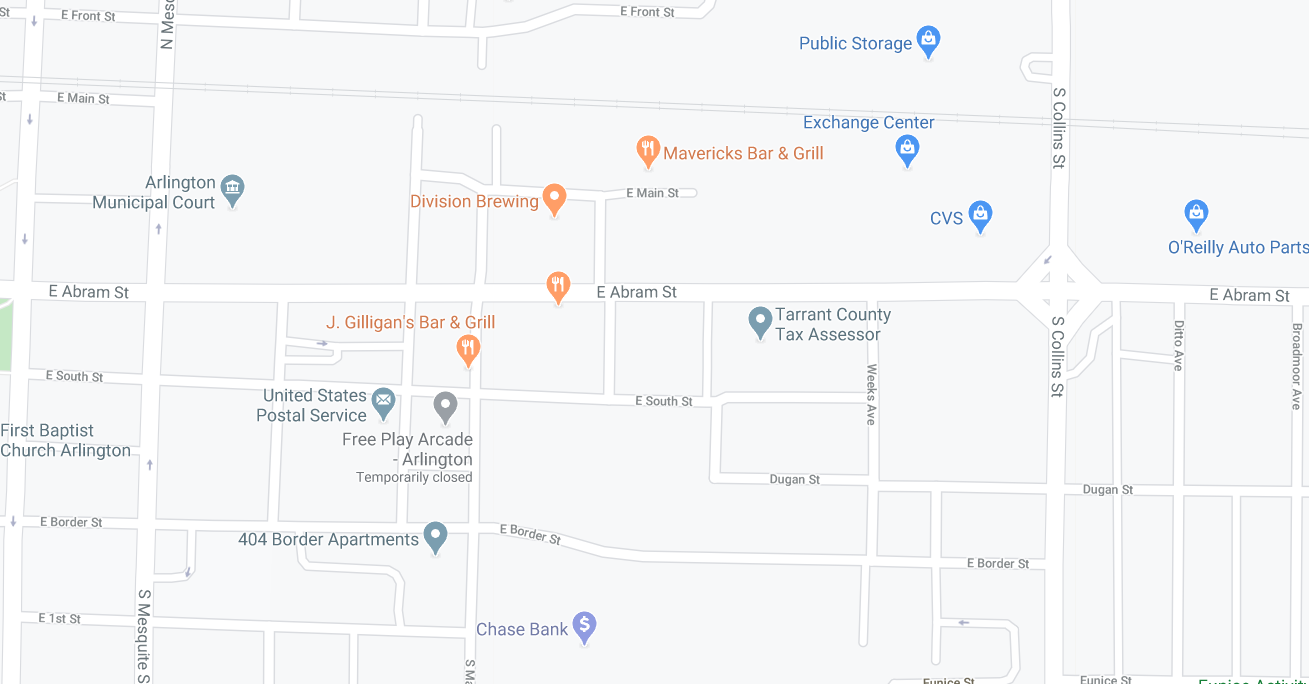 St
E Front St
N Mesq
E Front St
Public Storage
E Main St
St
S Collins St
Exchange Center
Mavericks Bar & Grill
Arlington
Municipal Court
Division Brewing
E Main St
CVS
O'Reilly Auto Parts
E Abram St
E Abram St
E Abram St
J. Gilligan's Bar & Grill
Tarrant County
Tax Assessor
S Collins St
Ditto Ave
Broadmoor Ave
E South St
Weeks Ave
United States
Postal Service
E South St
First Baptist
Church Arlington
Free Play Arcade
- Arlington
Temporarily closed
Dugan St
Dugan St
E Border St
404 Border Apartments
E Border St
E Border St
S Mesquite S
E 1st St
Chase Bank
$
S Ma
Eunice St
Eunice St